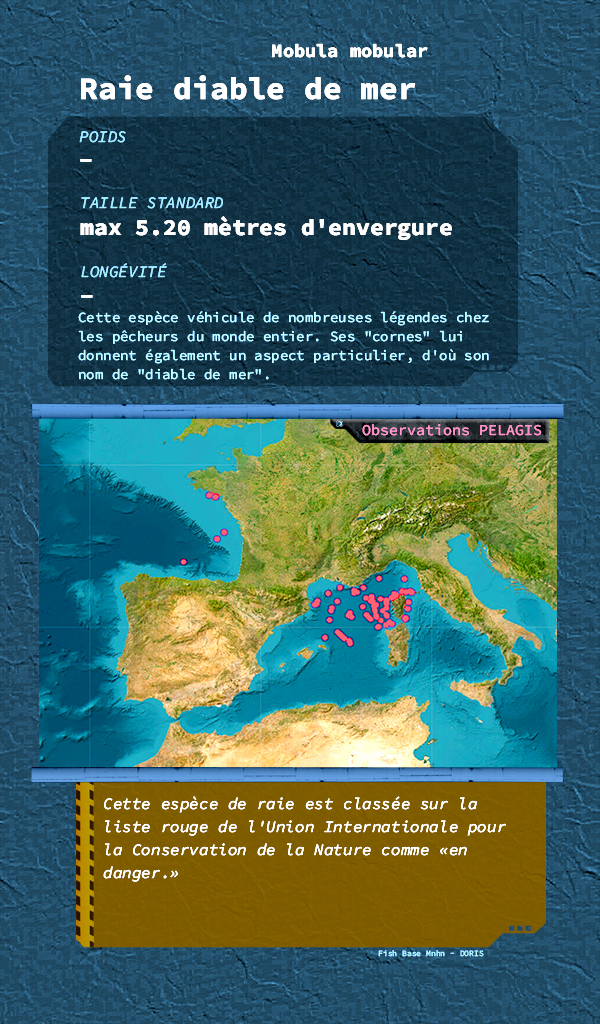 Mobula mobular
Raie diable de mer
POIDS
–
TAILLE STANDARD
max 5.20 mètres d'envergure
LONGÉVITÉ
–
Cette espèce véhicule de nombreuses légendes chez
les pêcheurs du monde entier. Ses "cornes" lui
donnent également un aspect particulier, d'où son
nom de "diable de mer".
Observations PELAGIS
Cette espèce de raie est classée sur la
liste rouge de l'Union Internationale pour
la Conservation de la Nature comme «en
danger.»
Fish Base Mnhn - DORIS